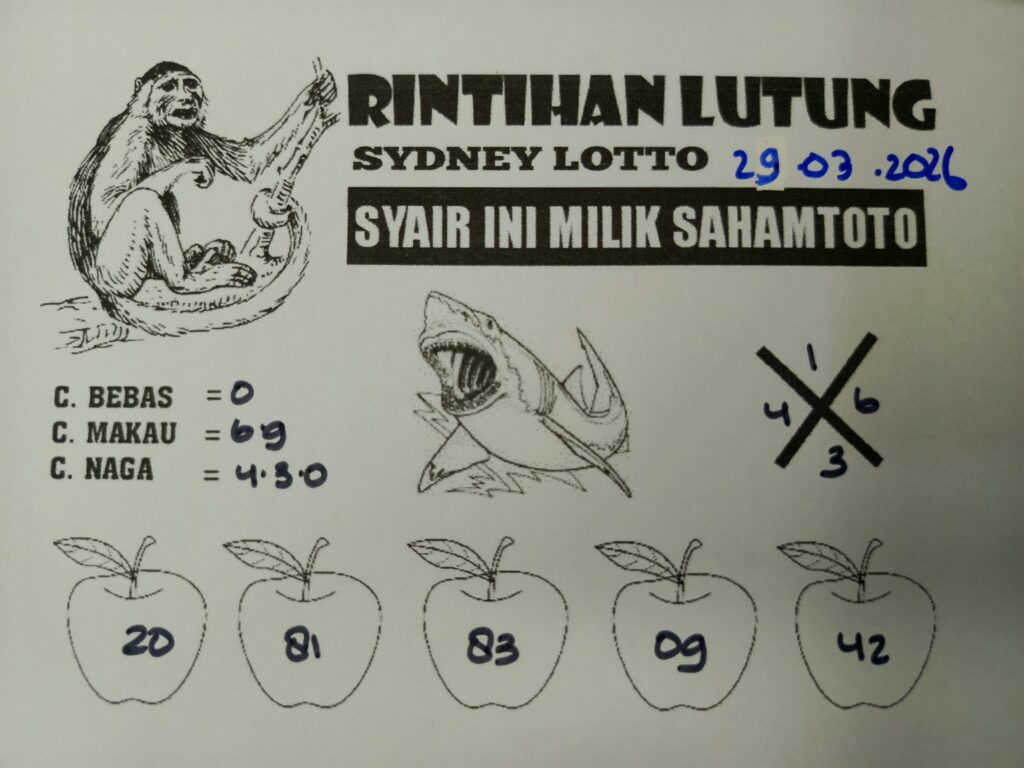 RINTIHAN LUTUNG
SYDNEY LOTTO 29.03.2026
SYAIR INI MILIK SAHAMTOTO
C. BEBAS = 0
C. MAKAU = 69
C. NAGA = 4.3.0
1
4 6
3
20 81 83 09 42